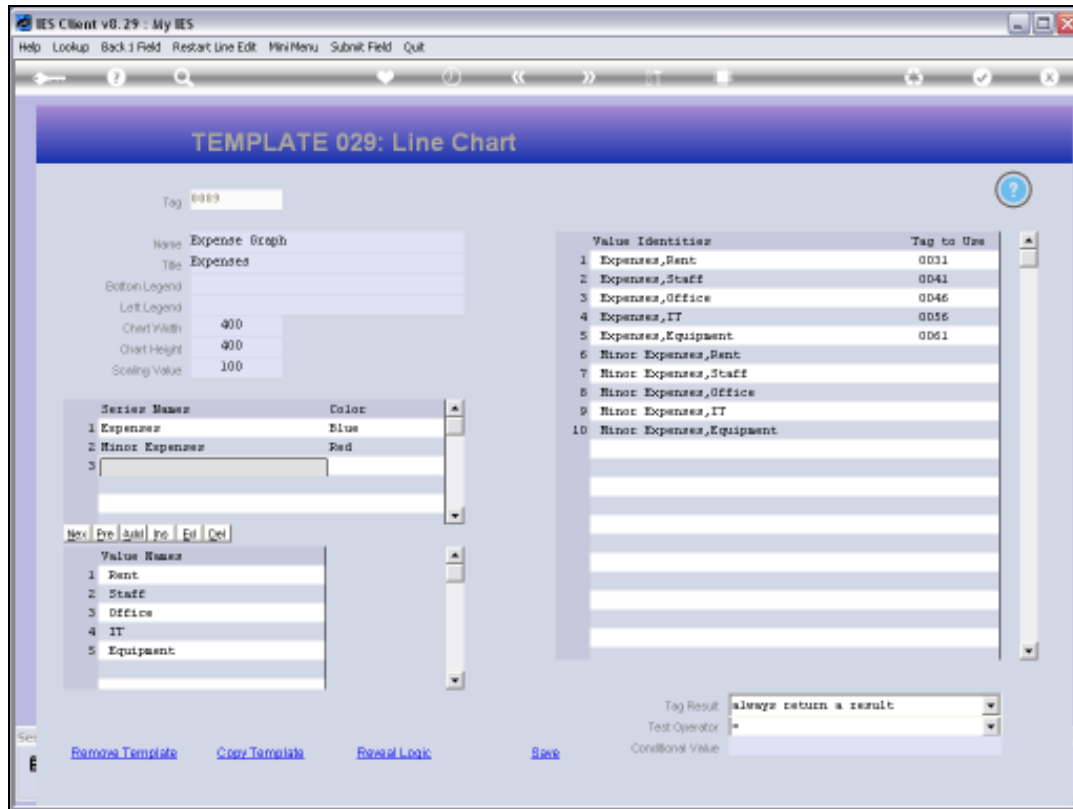 IES Client v8.29 : My IES
Help Lookup Back 1 Field Restart Line Edit MiniMenu Submit Field Quit
TEMPLATE 029: Line Chart
Tag 0089
Name Expense Graph
Title Expenses
Bottom Legend
Left Legend
Chart Width 400
Chart Height 400
Scaling Value 100
Series Names Color
1 Expenses Blue
2 Minor Expenses Red
3
Nex Pre Add Ins Ed Del
Value Names
1 Rent
2 Staff
3 Office
4 IT
5 Equipment
Value Identities Tag to Use
1 Expenses,Rent 0031
2 Expenses,Staff 0041
3 Expenses,Office 0046
4 Expenses,IT 0056
5 Expenses,Equipment 0061
6 Minor Expenses,Rent
7 Minor Expenses,Staff
8 Minor Expenses,Office
9 Minor Expenses,IT
10 Minor Expenses,Equipment
Tag Result always return a result
Test Operator =
Conditional Value
Remove Template Copy Template Reveal Logic Save